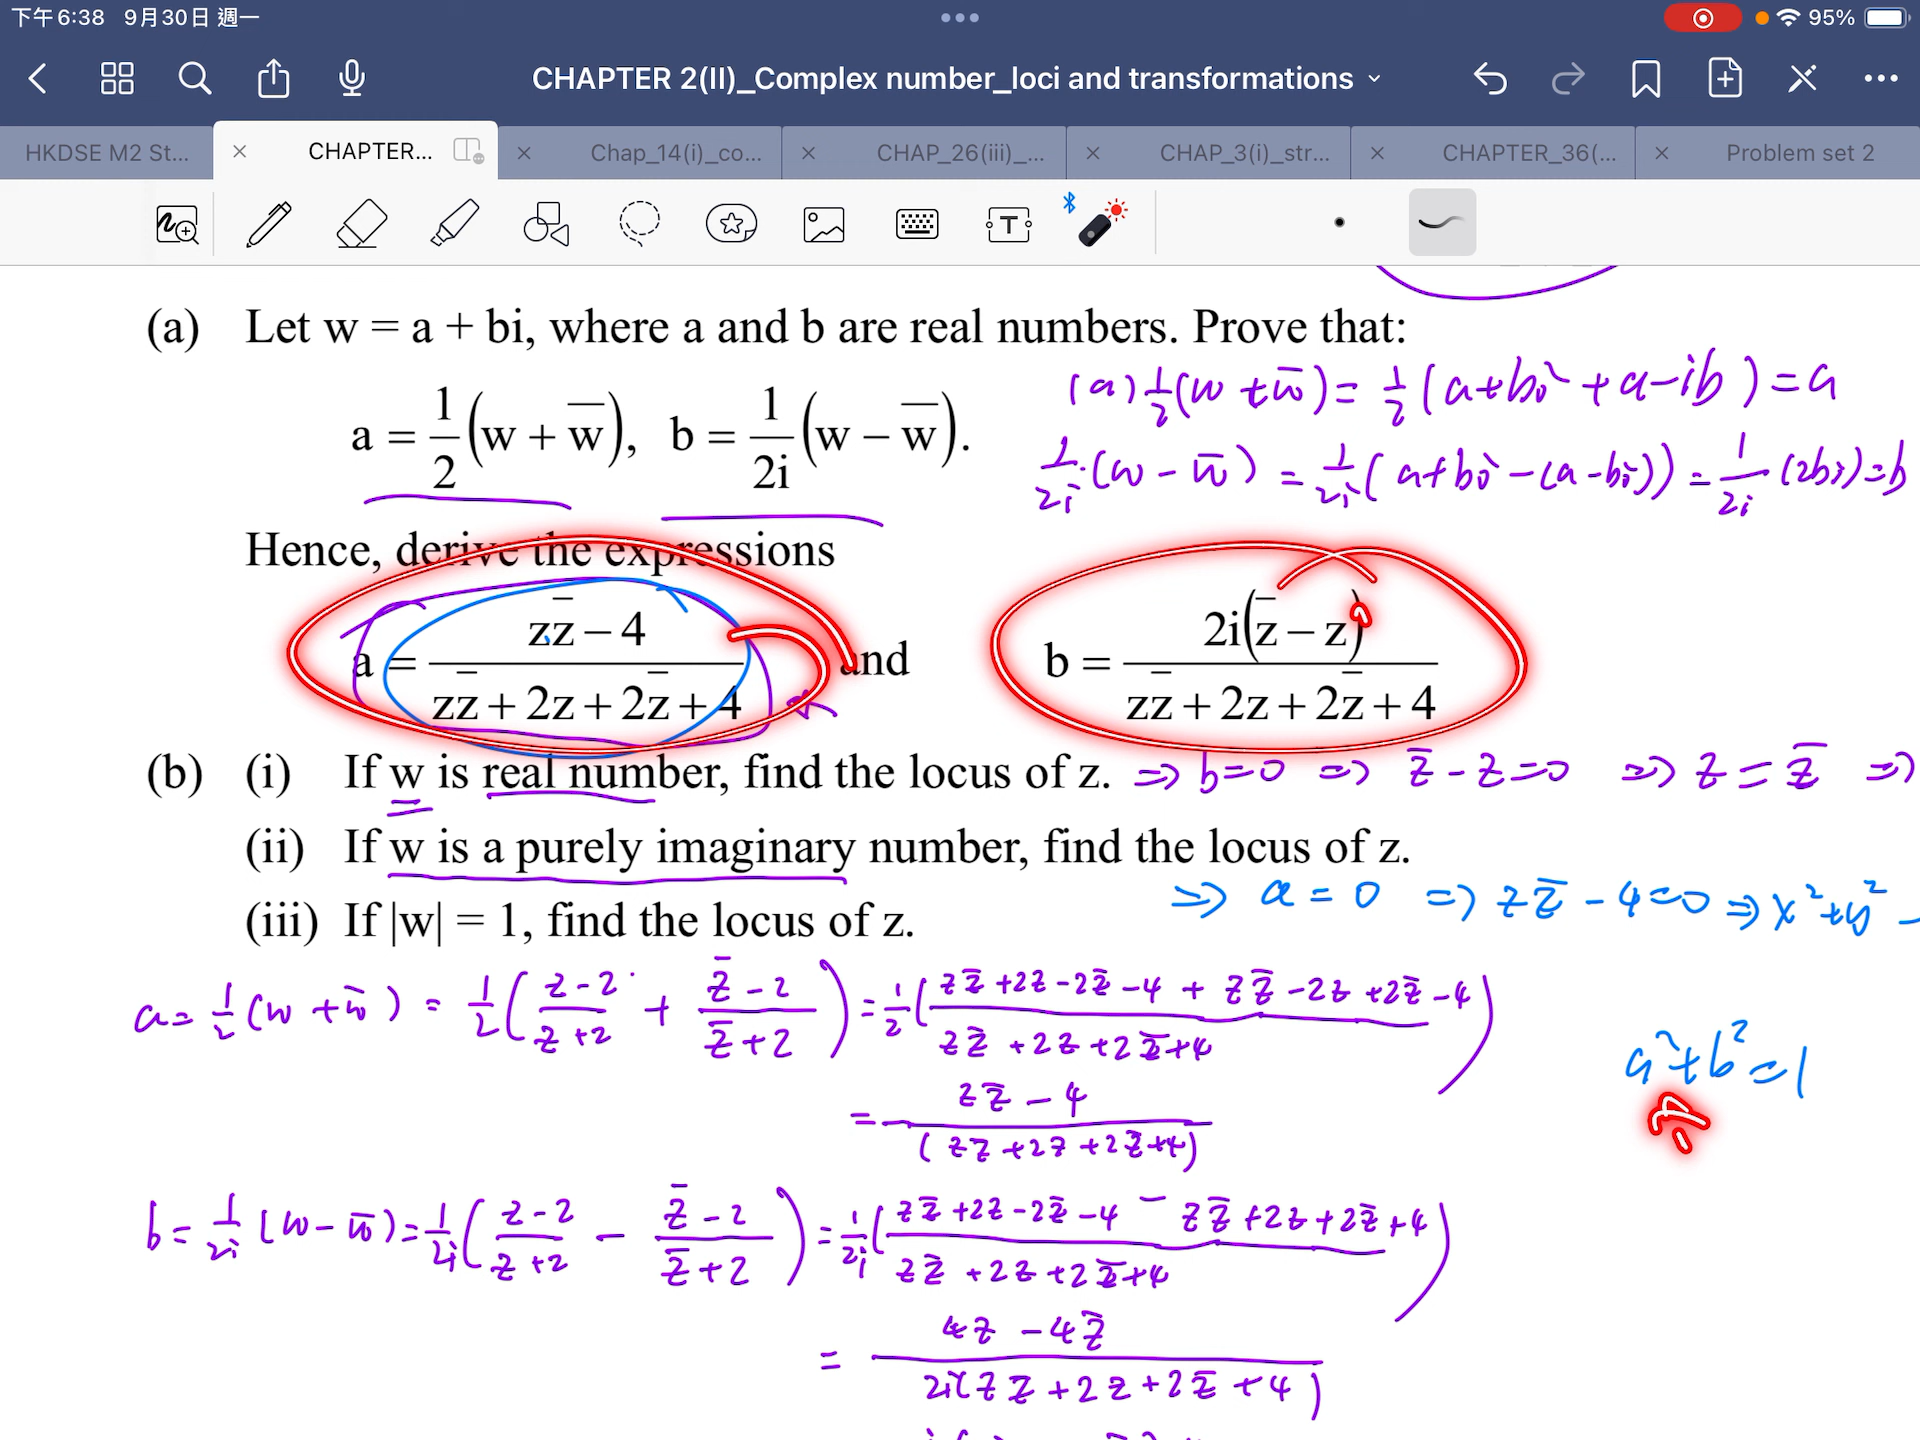 下午6:38 9月30日 週一
95%
CHAPTER 2(II)_Complex number_loci and transformations
HKDSE M2 St...
CHAPTER...
Chap_14(i)_co...
CHAP_26(iii)_...
CHAP_3(i)_str...
CHAPTER_36(...
Problem set 2
(a) Let w = a + bi, where a and b are real numbers. Prove that:
(a) 1/2(w + w̄) = 1/2(a+bi + a-ib) = a
a = 1/2(w + w̄), b = 1/2i(w − w̄).
1/2i(w - w̄) = 1/2i(a+bi-(a-bi)) = 1/2i(2bi)=b
Hence, derive the expressions
a = (zz̄ − 4)/(zz̄ + 2z + 2z̄ + 4) and b = 2i(z̄ − z)/(zz̄ + 2z + 2z̄ + 4)
(b) (i) If w is real number, find the locus of z. ⇒ b=0 ⇒ z̄-z=0 ⇒ z = z̄ ⇒
(ii) If w is a purely imaginary number, find the locus of z.
⇒ a = 0 ⇒ zz̄ - 4=0 ⇒ x²+y² -
(iii) If |w| = 1, find the locus of z.
a = 1/2(w + w̄) = 1/2((z-2)/(z+2) + (z̄-2)/(z̄+2)) = 1/2((zz̄+2z-2z̄-4 + zz̄-2z+2z̄-4)/(zz̄+2z+2z̄+4))
a²+b²=1
= (zz̄ - 4)/(zz̄+2z+2z̄+4)
b = 1/2i(w - w̄) = 1/2i((z-2)/(z+2) - (z̄-2)/(z̄+2)) = 1/2i((zz̄+2z-2z̄-4 - zz̄+2z+2z̄+4)/(zz̄+2z+2z̄+4))
= (4z - 4z̄)/(2i(zz̄+2z+2z̄+4))